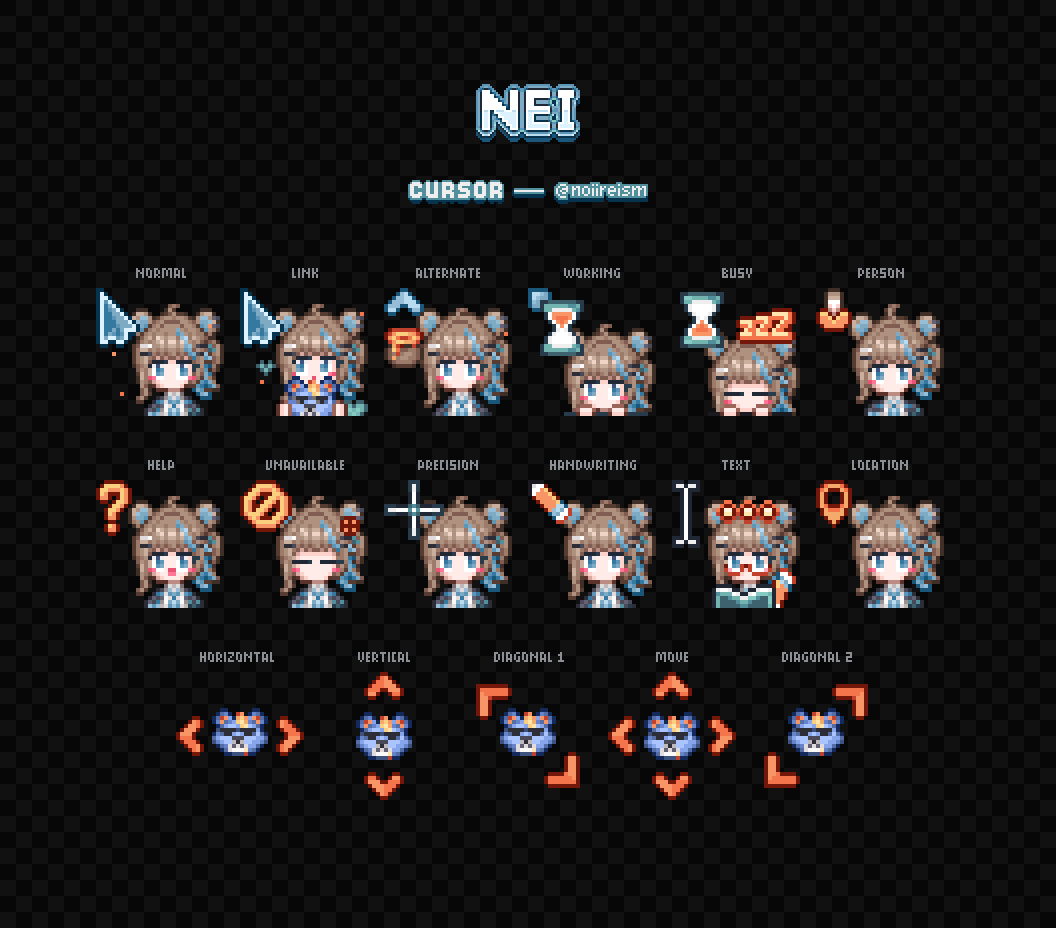 NEI
CURSOR — @noiireism
NORMAL LINK ALTERNATE WORKING BUSY PERSON
zzz
HELP UNAVAILABLE PRECISION HANDWRITING TEXT LOCATION
HORIZONTAL VERTICAL DIAGONAL 1 MOVE DIAGONAL 2